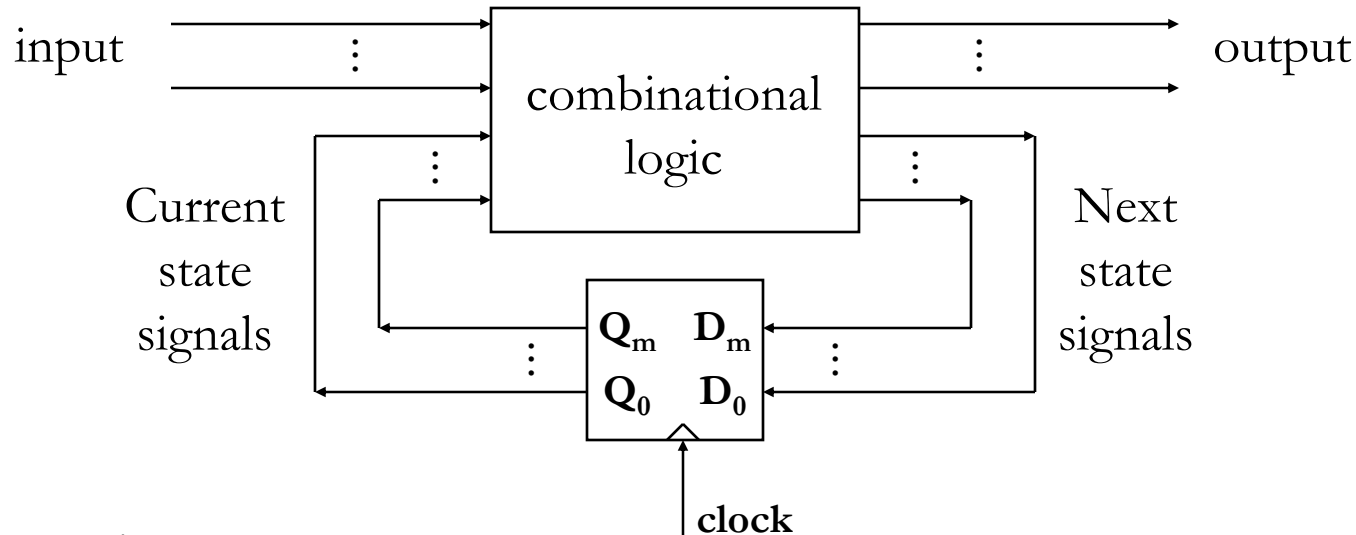 input
output
combinational
logic
Current
state
signals
Next
state
signals
Qm Dm
Q0 D0
clock